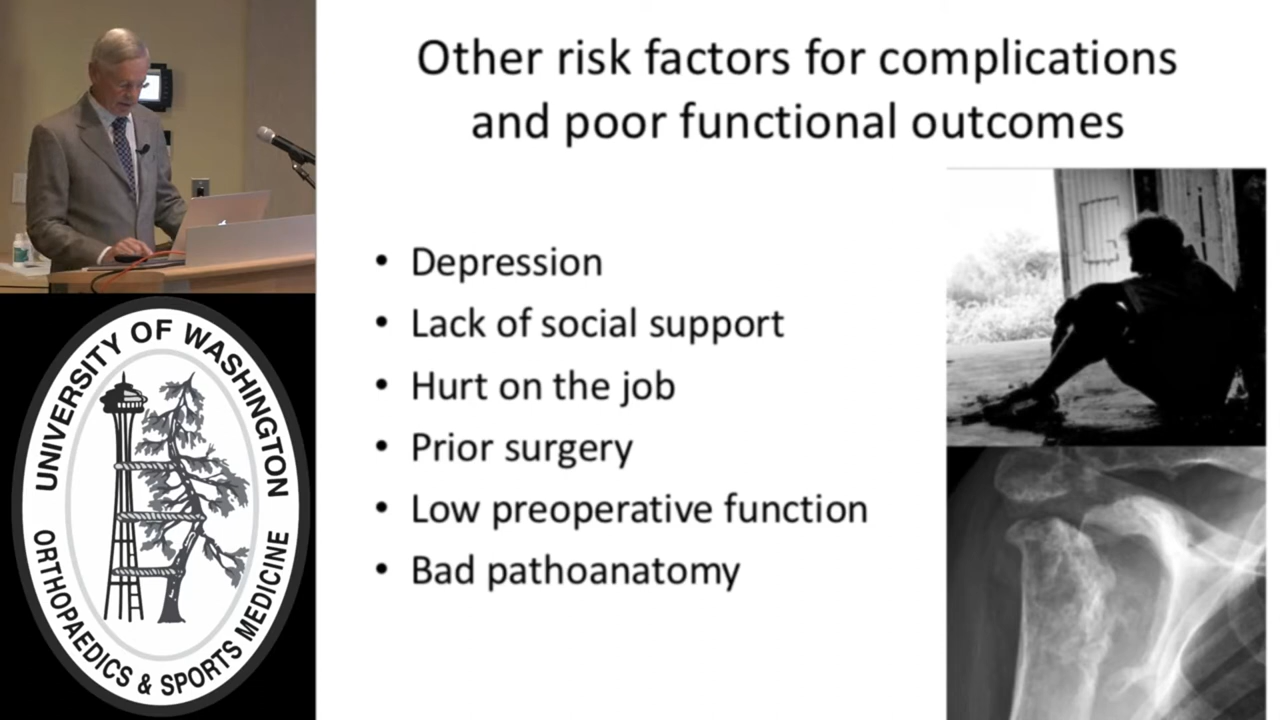 Other risk factors for complications
and poor functional outcomes
• Depression
• Lack of social support
• Hurt on the job
• Prior surgery
• Low preoperative function
• Bad pathoanatomy
UNIVERSITY OF WASHINGTON
ORTHOPAEDICS & SPORTS MEDICINE